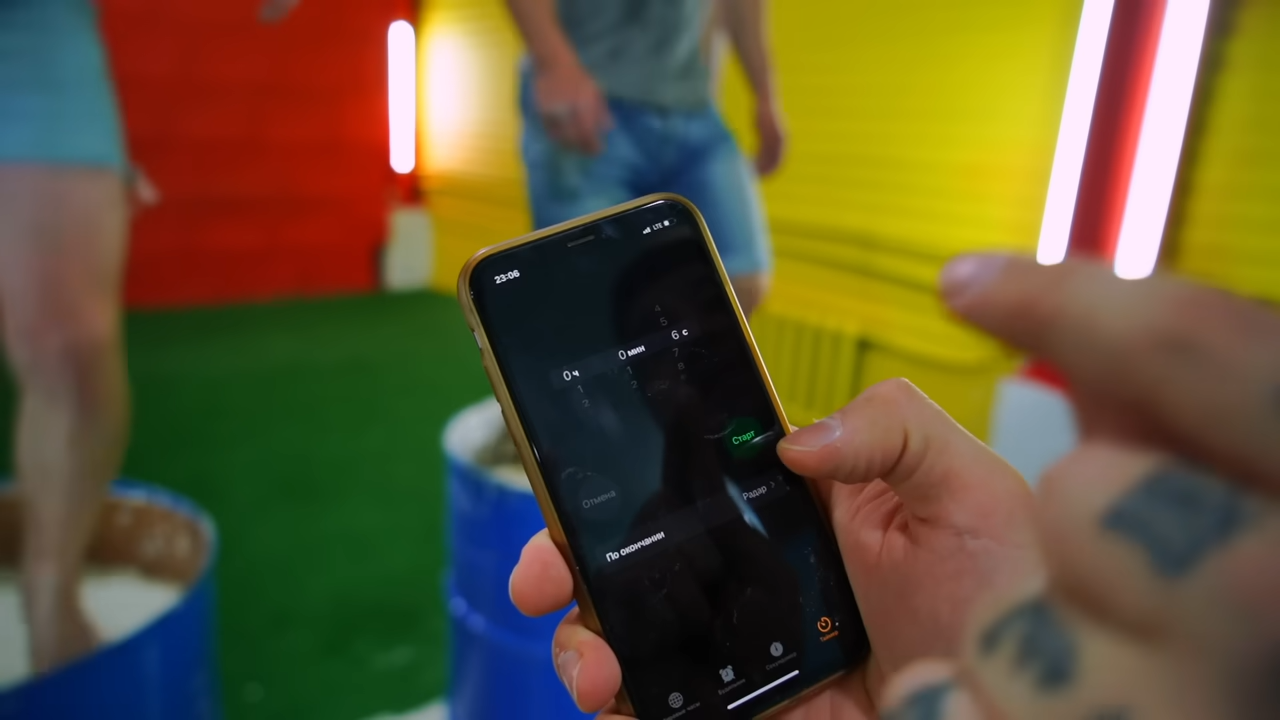 23:06
LTE
4
5
0 ч 0 мин 6 с
1 1 7
2 2 8
Старт
Отмена
По окончании Радар
Таймер